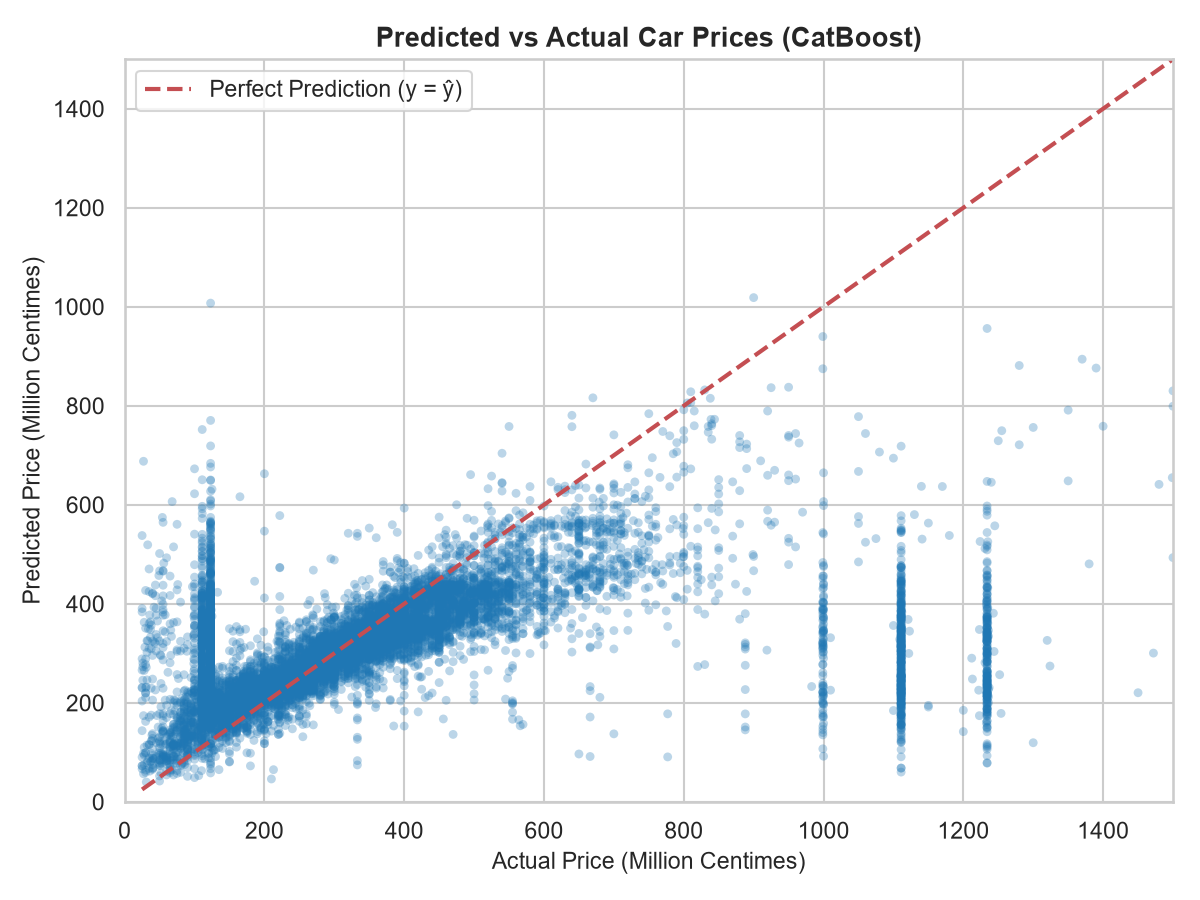 Predicted vs Actual Car Prices (CatBoost)
Perfect Prediction (y = ŷ)
1400
1200
1000
800
600
400
200
0
Predicted Price (Million Centimes)
0 200 400 600 800 1000 1200 1400
Actual Price (Million Centimes)